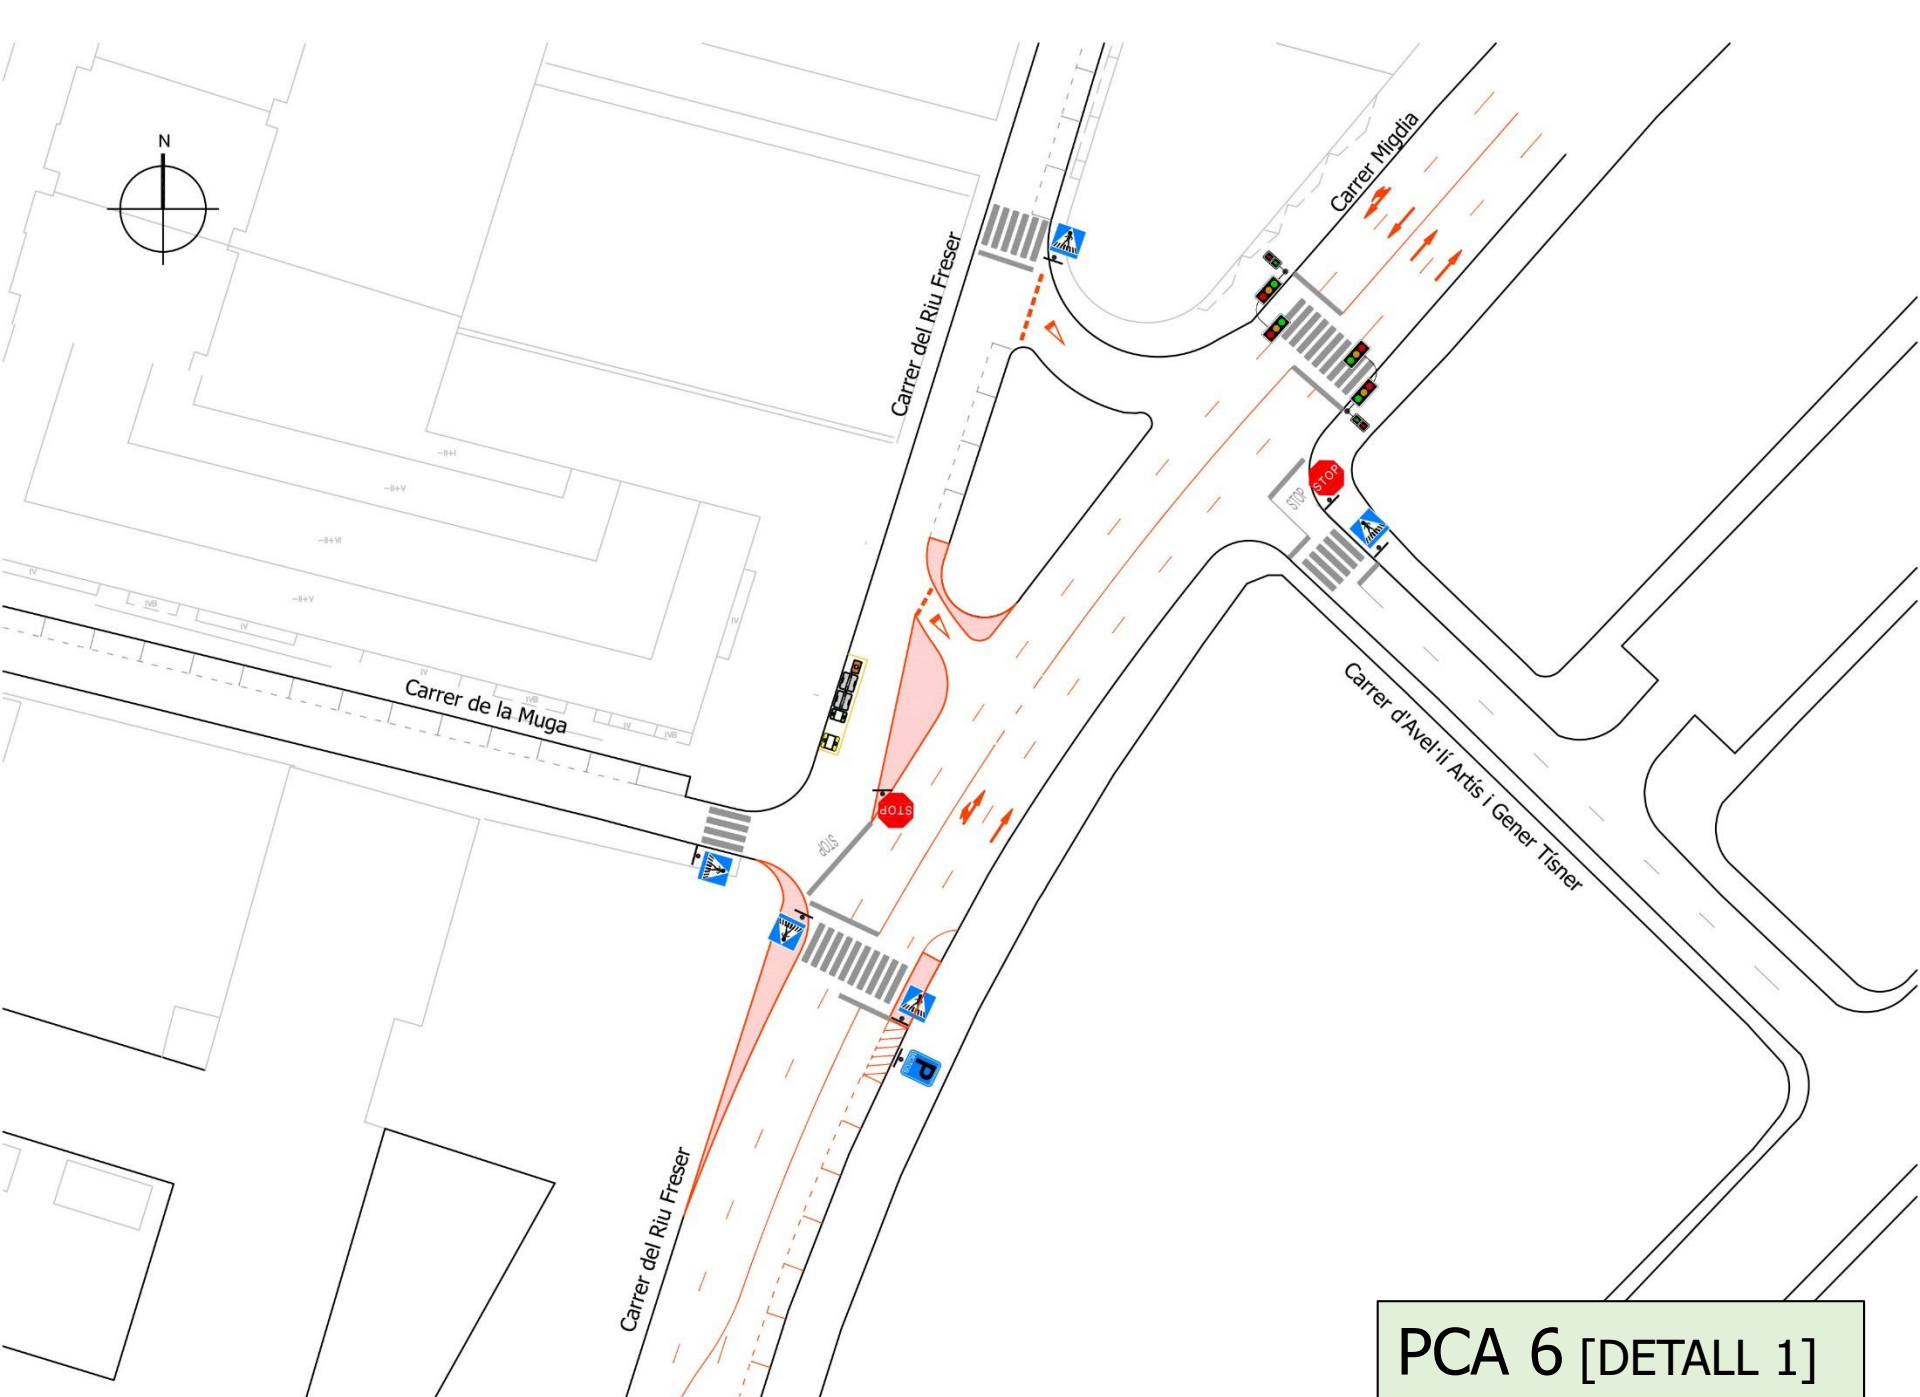 N
Carrer Migdia
Carrer del Riu Freser
STOP
STOP
Carrer de la Muga
Carrer d'Avel·lí Artís i Gener Tísner
STOP
STOP
P
Carrer del Riu Freser
PCA 6 [DETALL 1]